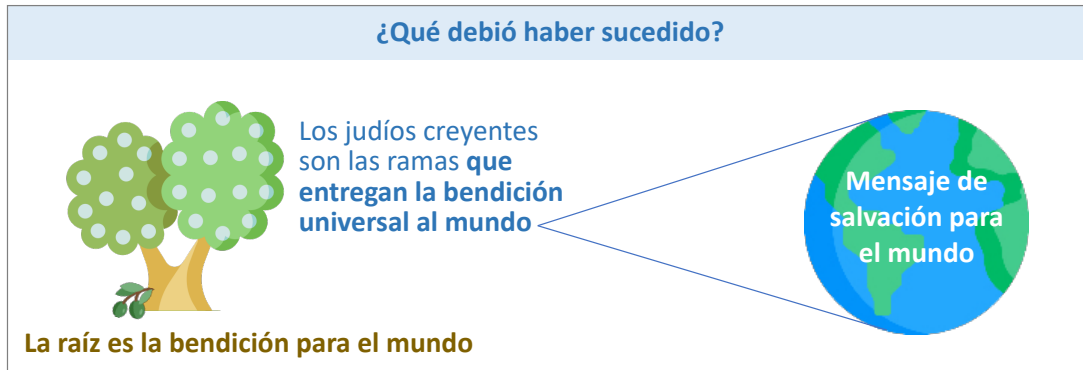 ¿Qué debió haber sucedido?
Los judíos creyentes
son las ramas que
entregan la bendición
universal al mundo
Mensaje de
salvación para
el mundo
La raíz es la bendición para el mundo